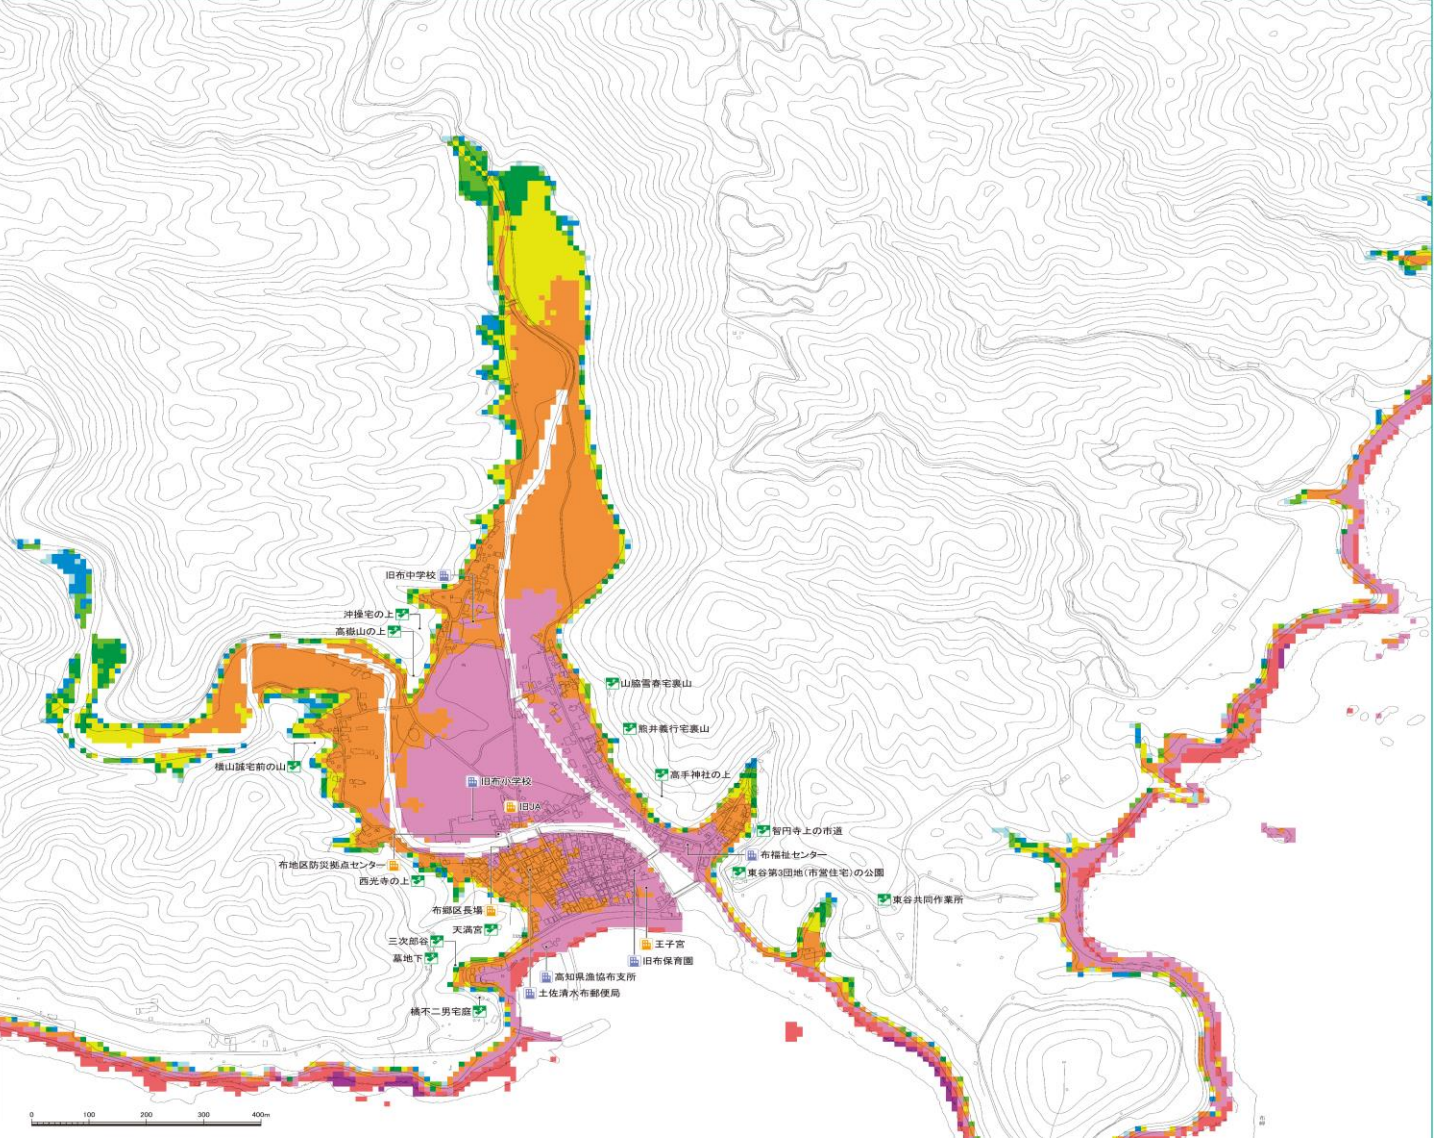 旧布中学校
沖操宅の上
高嶽山の上
山脇雪春宅裏山
熊井義行宅裏山
横山誠宅前の山
高手神社の上
旧布小学校
旧JA
智円寺上の市道
布福祉センター
布地区防災拠点センター
東谷第3団地(市営住宅)の公園
西光寺の上
東谷共同作業所
布郷区長場
天満宮
三次郎谷
王子宮
墓地下
旧布保育園
高知県漁協布支所
土佐清水布郵便局
橘不二男宅庭
0 100 200 300 400m